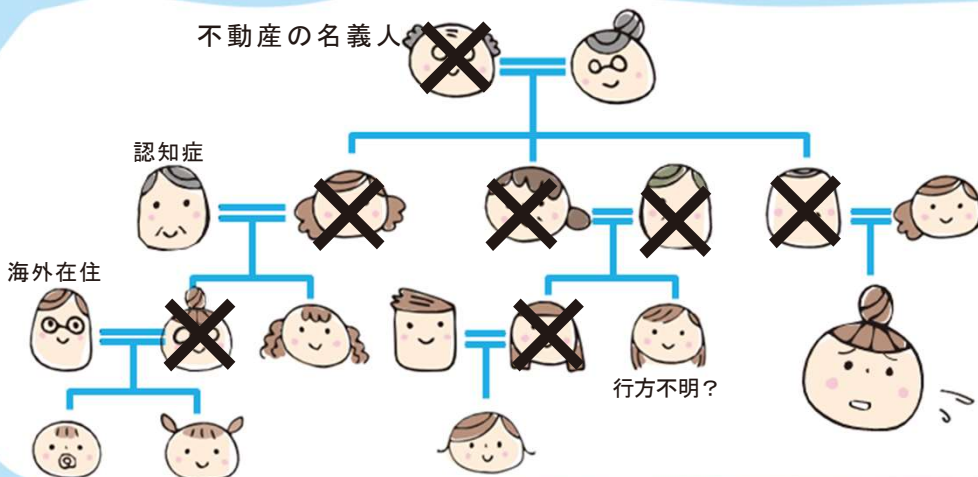 不動産の名義人
認知症
海外在住
行方不明？